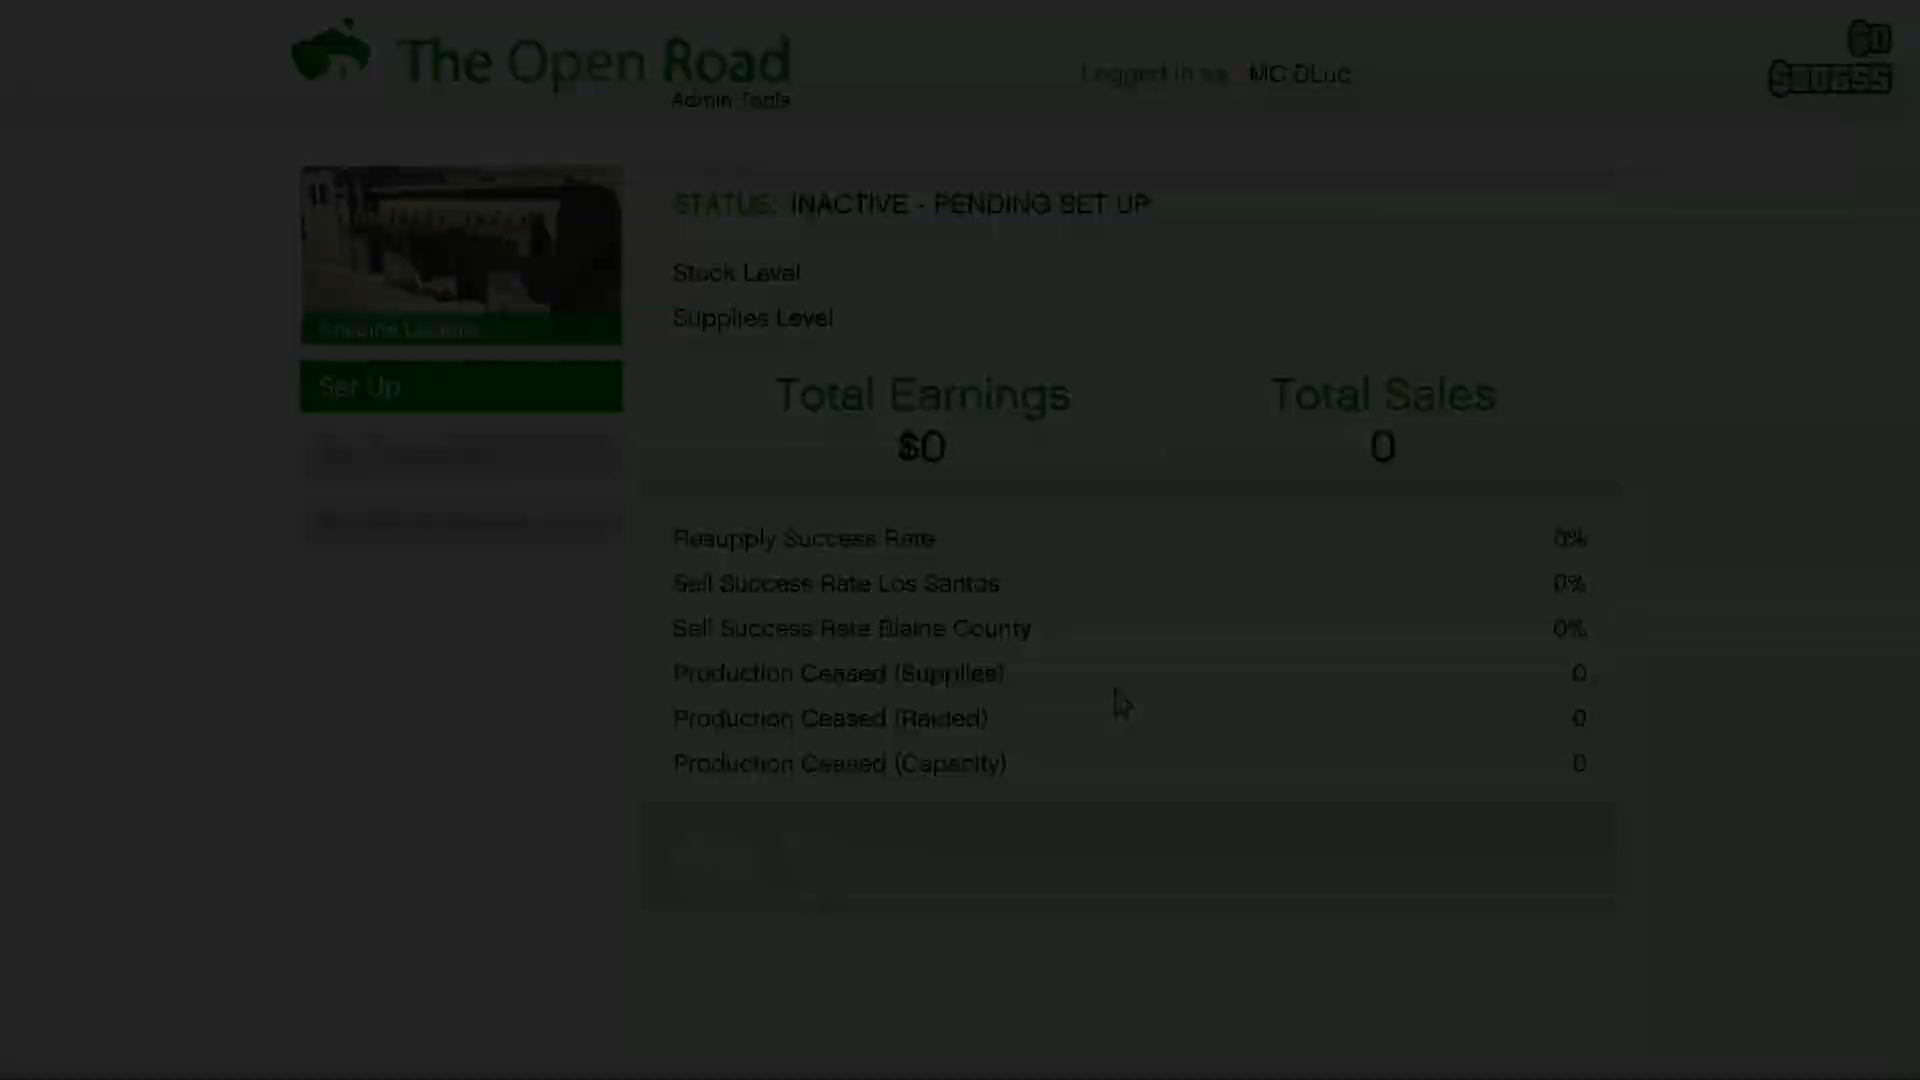 The Open Road
Admin Tools
Logged in as MC DLuc
STATUS: INACTIVE - PENDING SET UP
Stock Level
Supplies Level
Set Up
Total Earnings
Total Sales
$0
0
Resupply Success Rate
0%
Sell Success Rate Los Santos
0%
Sell Success Rate Blaine County
0%
Production Ceased (Supplies)
0
Production Ceased (Raided)
0
Production Ceased (Capacity)
0